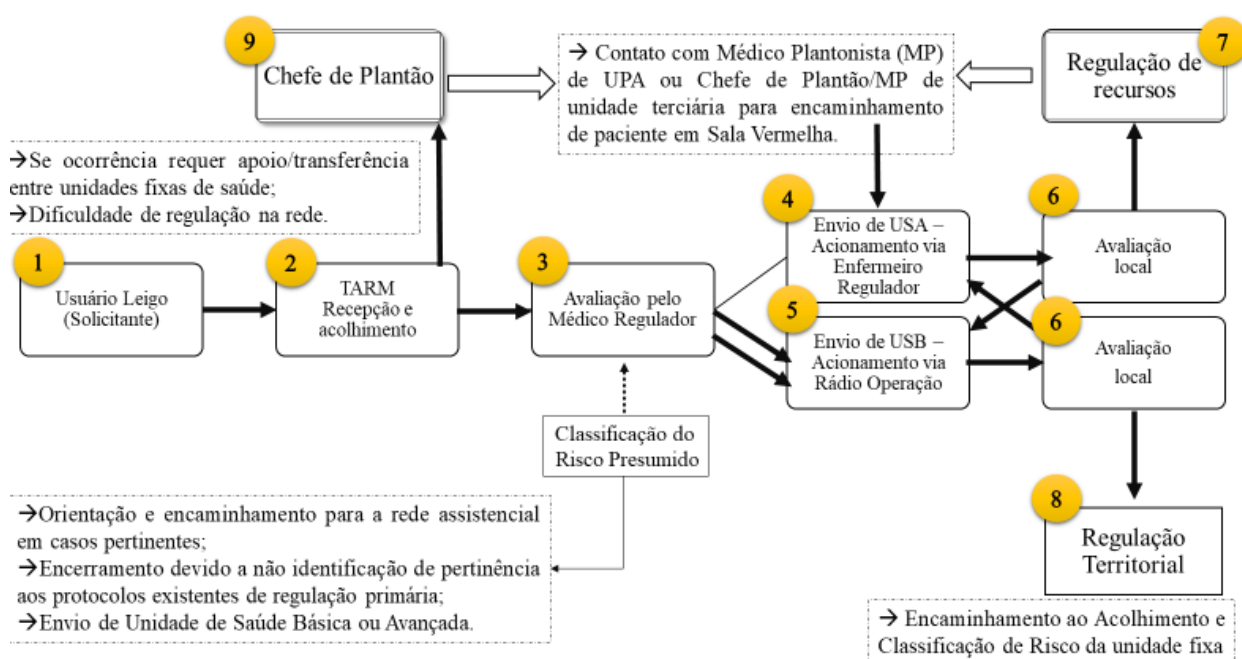 9
Chefe de Plantão
→ Contato com Médico Plantonista (MP)
de UPA ou Chefe de Plantão/MP de
unidade terciária para encaminhamento
de paciente em Sala Vermelha.
7
Regulação de
recursos
→Se ocorrência requer apoio/transferência
entre unidades fixas de saúde;
→Dificuldade de regulação na rede.
1
Usuário Leigo
(Solicitante)
2
TARM
Recepção e
acolhimento
3
Avaliação pelo
Médico Regulador
4
Envio de USA –
Acionamento via
Enfermeiro
Regulador
6
Avaliação
local
5
Envio de USB –
Acionamento via
Rádio Operação
6
Avaliação
local
Classificação do
Risco Presumido
→Orientação e encaminhamento para a rede assistencial
em casos pertinentes;
→Encerramento devido a não identificação de pertinência
aos protocolos existentes de regulação primária;
→Envio de Unidade de Saúde Básica ou Avançada.
8
Regulação
Territorial
→ Encaminhamento ao Acolhimento e
Classificação de Risco da unidade fixa